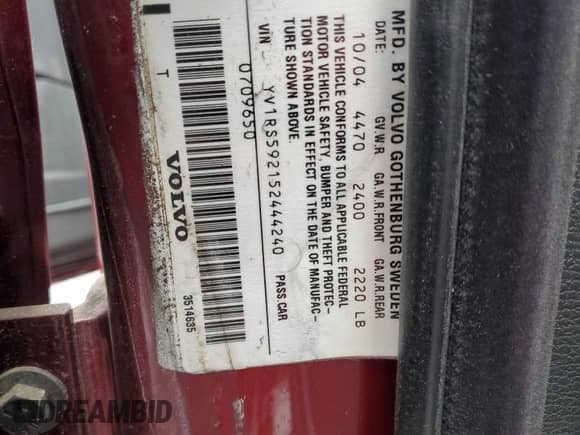 MFD. BY VOLVO GOTHENBURG SWEDEN
DATE: G.V.W.R G.A.W.R.FRONT G.A.W.R.REAR
10/04 4470 2400 2220 LB
THIS VEHICLE CONFORMS TO ALL APPLICABLE FEDERAL
MOTOR VEHICLE SAFETY, BUMPER AND THEFT PROTEC-
TION STANDARDS IN EFFECT ON THE DATE OF MANUFAC-
TURE SHOWN ABOVE.
VIN YV1RS592152444240 PASS.CAR
0709650
VOLVO 3514635
T
DREAMBID